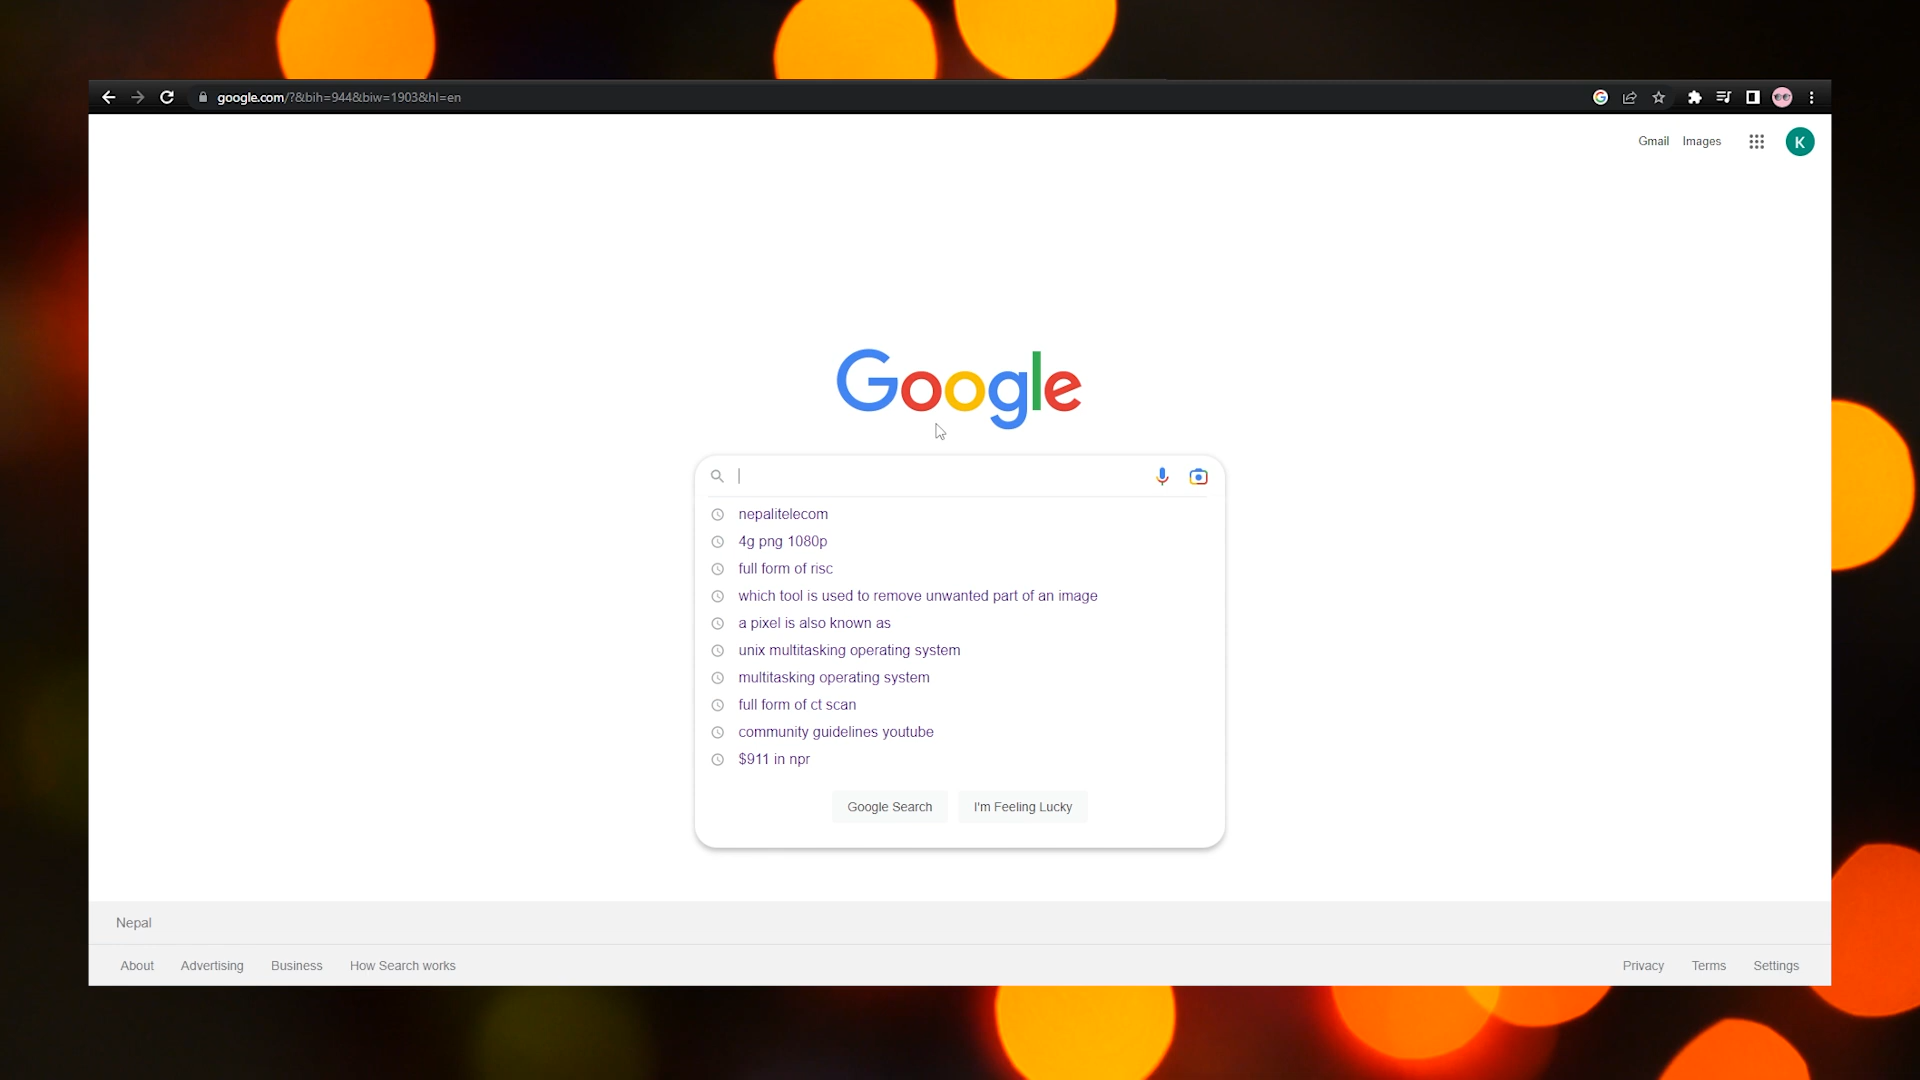 google.com/?&bih=944&biw=1903&hl=en
Gmail Images
K
Google
nepalitelecom
4g png 1080p
full form of risc
which tool is used to remove unwanted part of an image
a pixel is also known as
unix multitasking operating system
multitasking operating system
full form of ct scan
community guidelines youtube
$911 in npr
Google Search I'm Feeling Lucky
Nepal
About Advertising Business How Search works Privacy Terms Settings